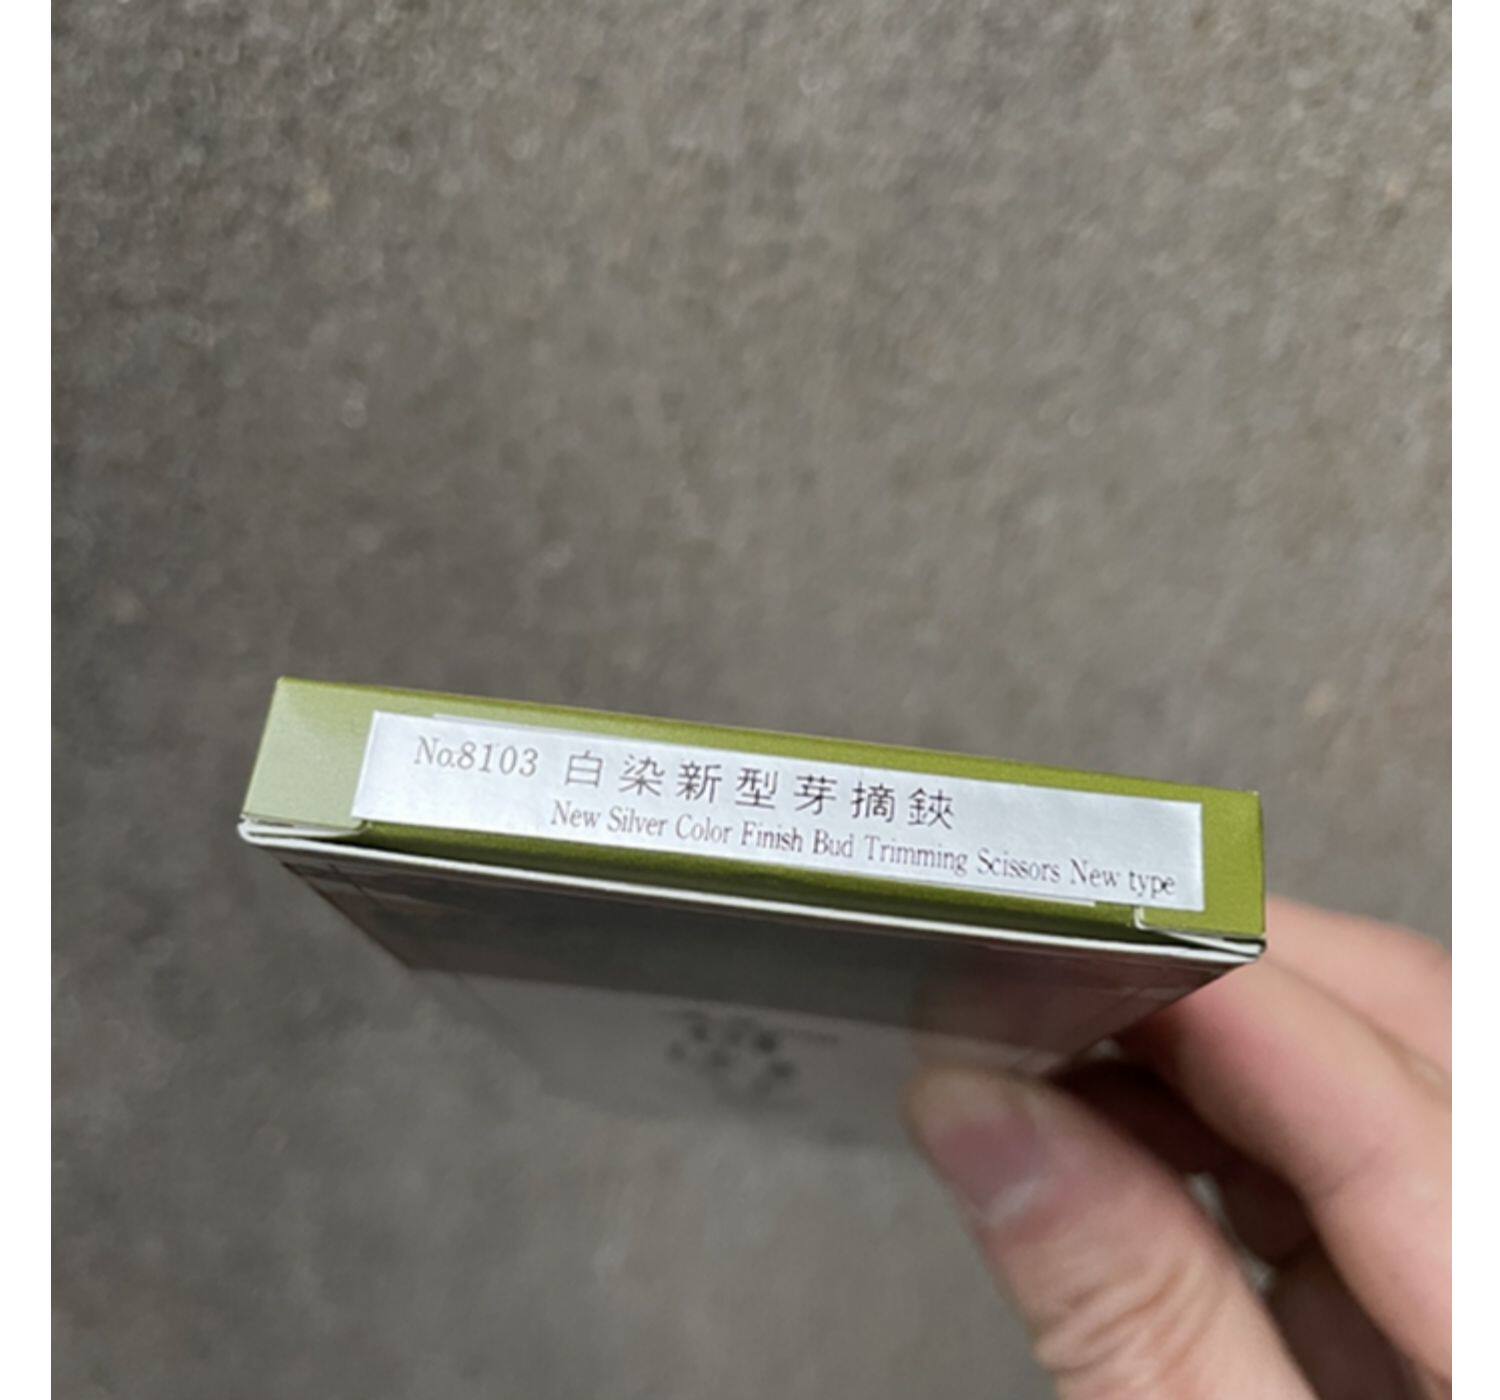 No.8103 白染新型芽摘鋏
New Silver Color Finish Bud Trimming Scissors New type